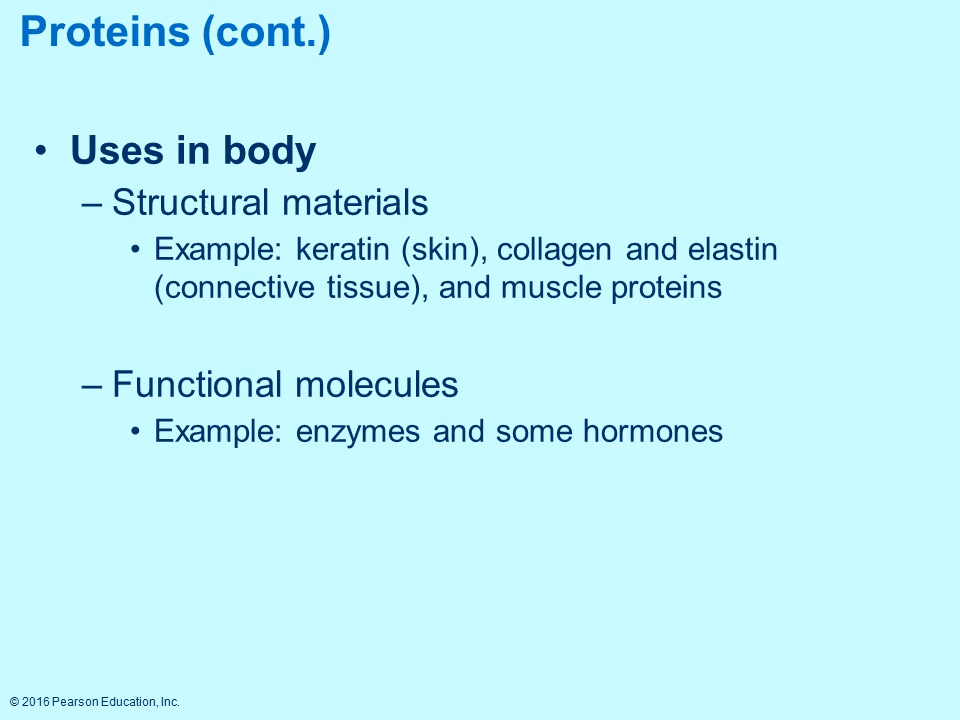 Proteins (cont.)
• Uses in body
– Structural materials
• Example: keratin (skin), collagen and elastin
(connective tissue), and muscle proteins
– Functional molecules
• Example: enzymes and some hormones
© 2016 Pearson Education, Inc.